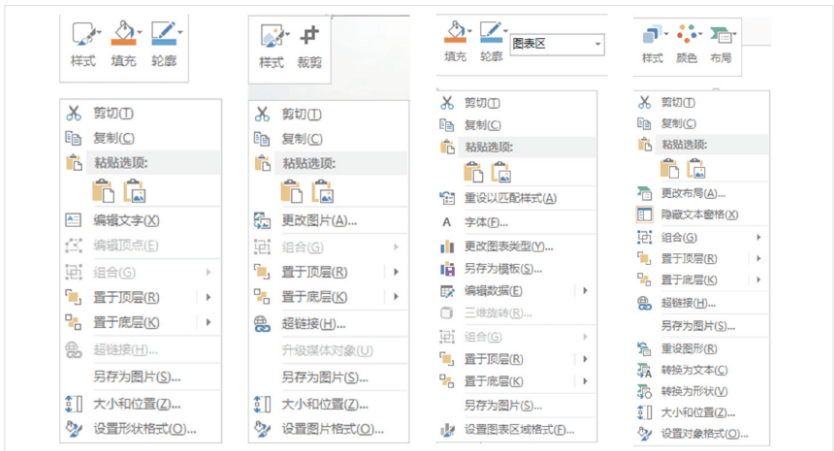 样式 填充 轮廓
剪切(T)
复制(C)
粘贴选项:
编辑文字(X)
编辑顶点(E)
组合(G)
置于顶层(R)
置于底层(K)
超链接(H)...
另存为图片(S)...
大小和位置(Z)...
设置形状格式(O)...
样式 裁剪
剪切(T)
复制(C)
粘贴选项:
更改图片(A)...
组合(G)
置于顶层(R)
置于底层(K)
超链接(H)...
升级媒体对象(U)
另存为图片(S)...
大小和位置(Z)...
设置图片格式(O)...
填充 轮廓 图表区
剪切(T)
复制(C)
粘贴选项:
重设以匹配样式(A)
字体(F)...
更改图表类型(Y)...
另存为模板(S)...
编辑数据(E)
三维旋转(R)...
组合(G)
置于顶层(R)
置于底层(K)
另存为图片(S)...
设置图表区域格式(F)...
样式 颜色 布局
剪切(T)
复制(C)
粘贴选项:
更改布局(A)...
隐藏文本窗格(X)
组合(G)
置于顶层(R)
置于底层(K)
超链接(H)...
另存为图片(S)...
重设图形(R)
转换为文本(C)
转换为形状(V)
大小和位置(Z)...
设置对象格式(O)...